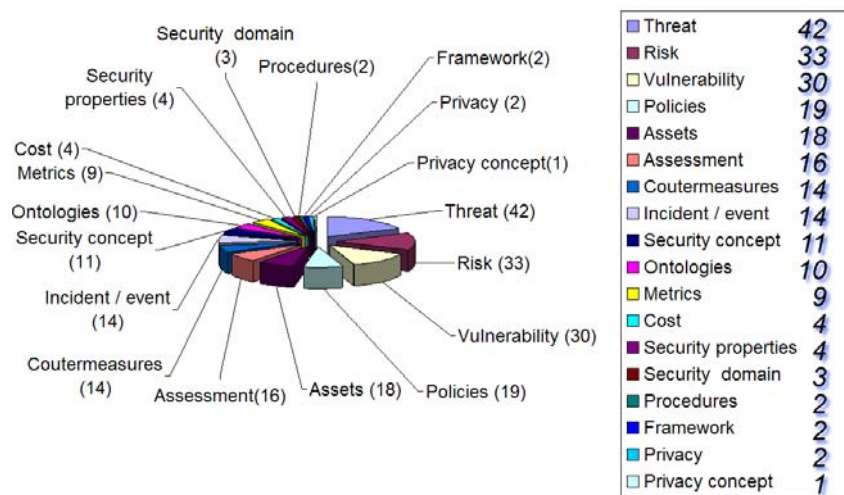 Security domain
(3)
Procedures(2)
Framework(2)
Security
properties (4)
Privacy (2)
Cost (4)
Metrics (9)
Privacy concept(1)
Ontologies (10)
Threat (42)
Security concept
(11)
Risk (33)
Incident / event
(14)
Vulnerability (30)
Coutermeasures
(14)
Assessment(16)
Assets (18)
Policies (19)
Threat 42
Risk 33
Vulnerability 30
Policies 19
Assets 18
Assessment 16
Coutermeasures 14
Incident / event 14
Security concept 11
Ontologies 10
Metrics 9
Cost 4
Security properties 4
Security domain 3
Procedures 2
Framework 2
Privacy 2
Privacy concept 1